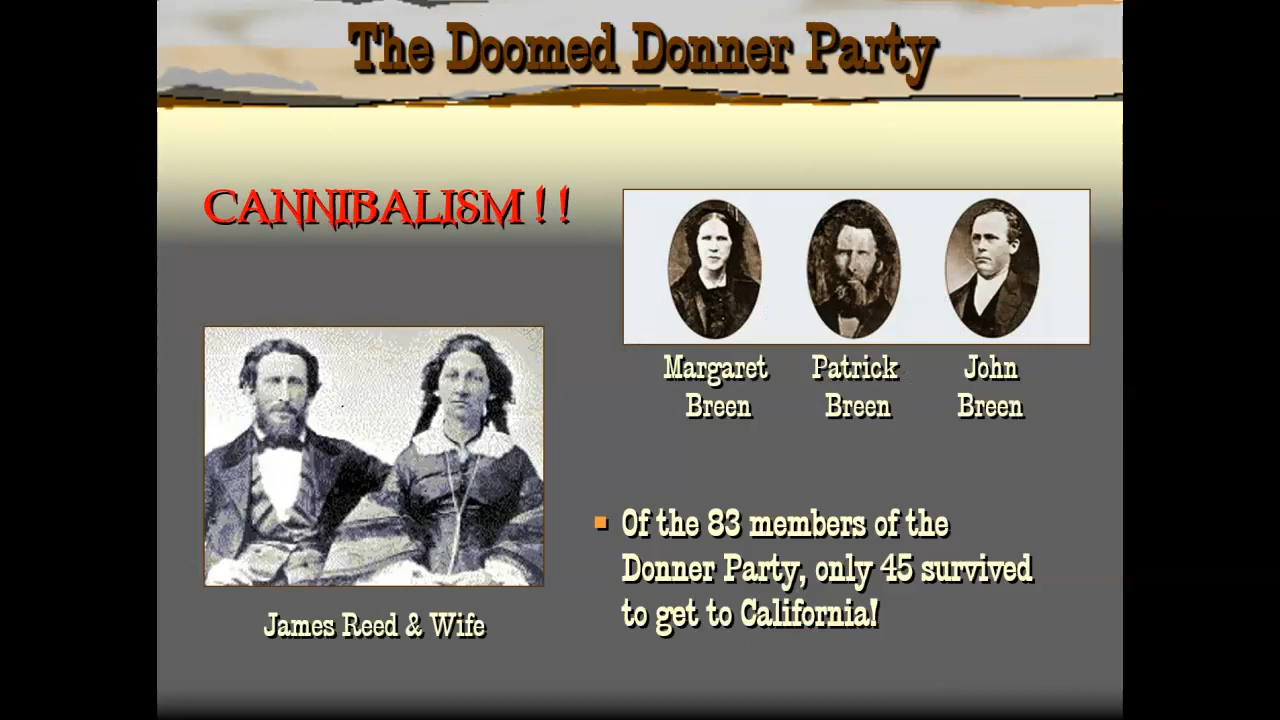 The Doomed Donner Party
CANNIBALISM ! !
Margaret Breen
Patrick Breen
John Breen
James Reed & Wife
Of the 83 members of the
Donner Party, only 45 survived
to get to California!